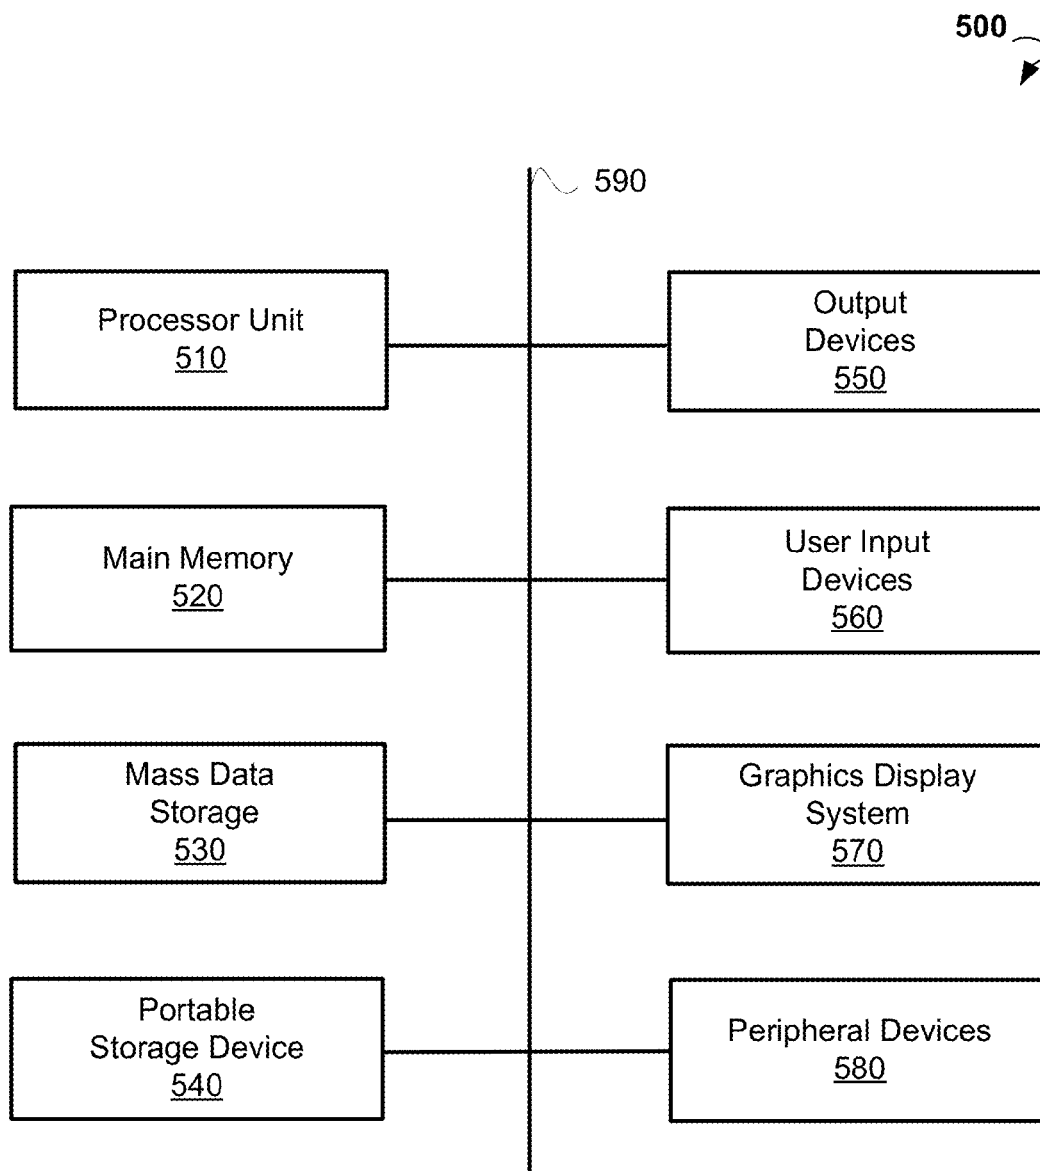 500
590
Processor Unit
510
Output
Devices
550
Main Memory
520
User Input
Devices
560
Mass Data
Storage
530
Graphics Display
System
570
Portable
Storage Device
540
Peripheral Devices
580